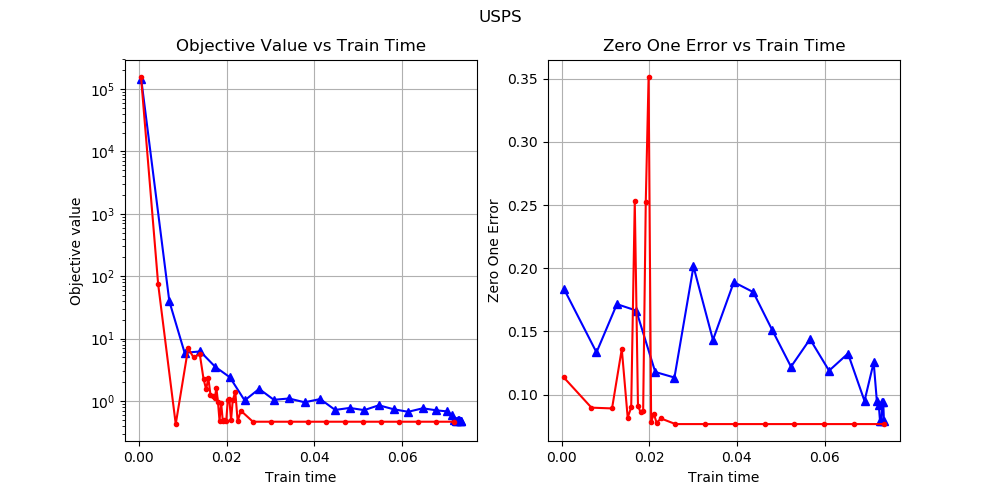 USPS
Objective Value vs Train Time
Zero One Error vs Train Time
Objective value
10^5
10^4
10^3
10^2
10^1
10^0
0.00 0.02 0.04 0.06
Train time
Zero One Error
0.35
0.30
0.25
0.20
0.15
0.10
0.00 0.02 0.04 0.06
Train time